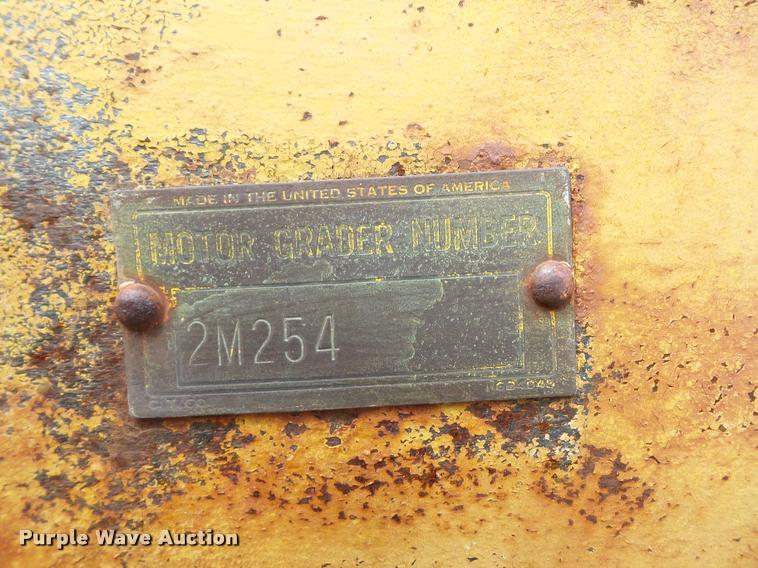 MADE IN THE UNITED STATES OF AMERICA
MOTOR GRADER NUMBER
2M254
Purple Wave Auction